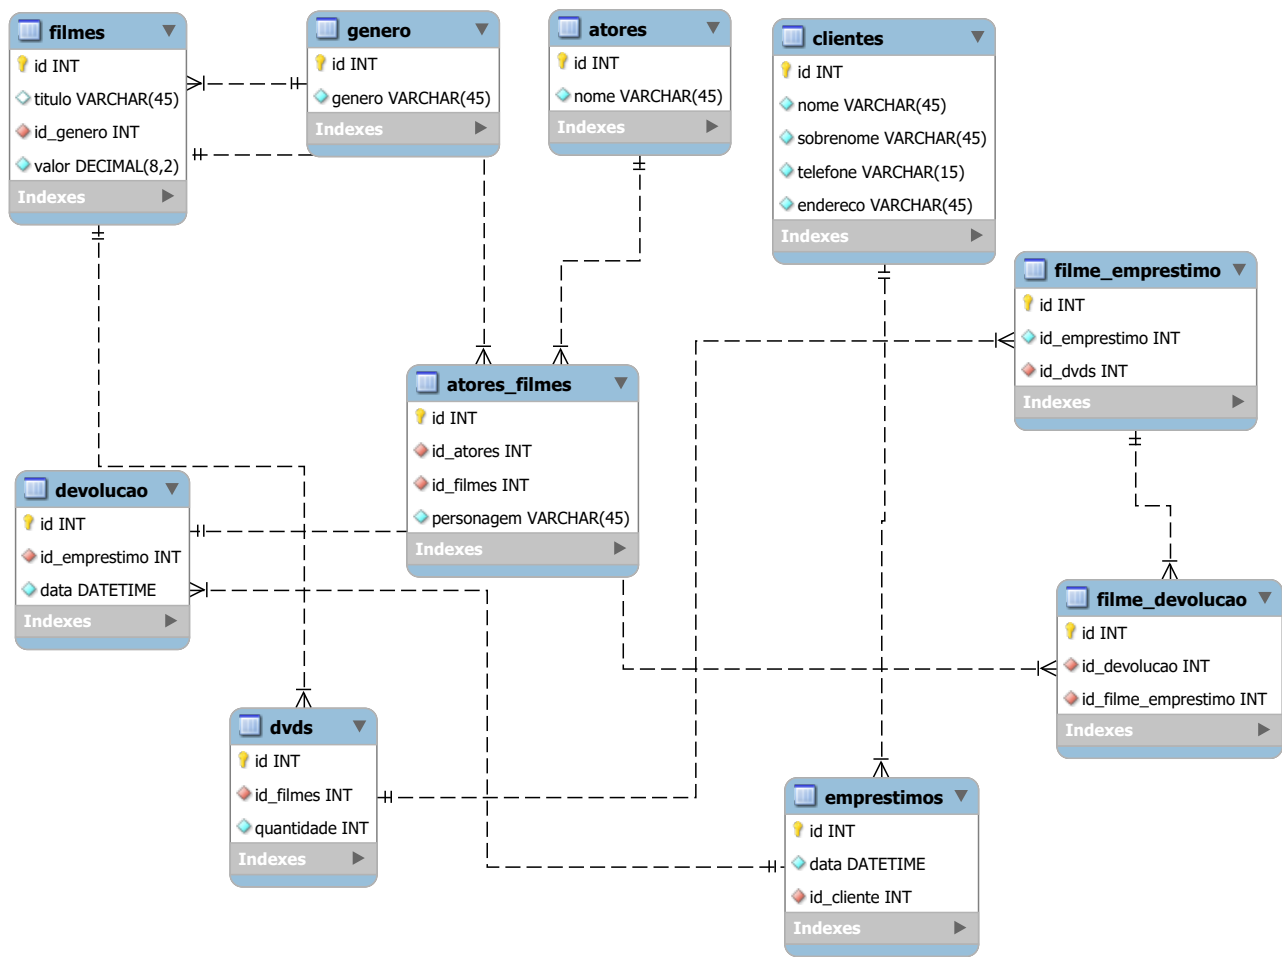 filmes
id INT
titulo VARCHAR(45)
id_genero INT
valor DECIMAL(8,2)
Indexes
genero
id INT
genero VARCHAR(45)
Indexes
atores
id INT
nome VARCHAR(45)
Indexes
clientes
id INT
nome VARCHAR(45)
sobrenome VARCHAR(45)
telefone VARCHAR(15)
endereco VARCHAR(45)
Indexes
filme_emprestimo
id INT
id_emprestimo INT
id_dvds INT
Indexes
atores_filmes
id INT
id_atores INT
id_filmes INT
personagem VARCHAR(45)
Indexes
devolucao
id INT
id_emprestimo INT
data DATETIME
Indexes
filme_devolucao
id INT
id_devolucao INT
id_filme_emprestimo INT
Indexes
dvds
id INT
id_filmes INT
quantidade INT
Indexes
emprestimos
id INT
data DATETIME
id_cliente INT
Indexes